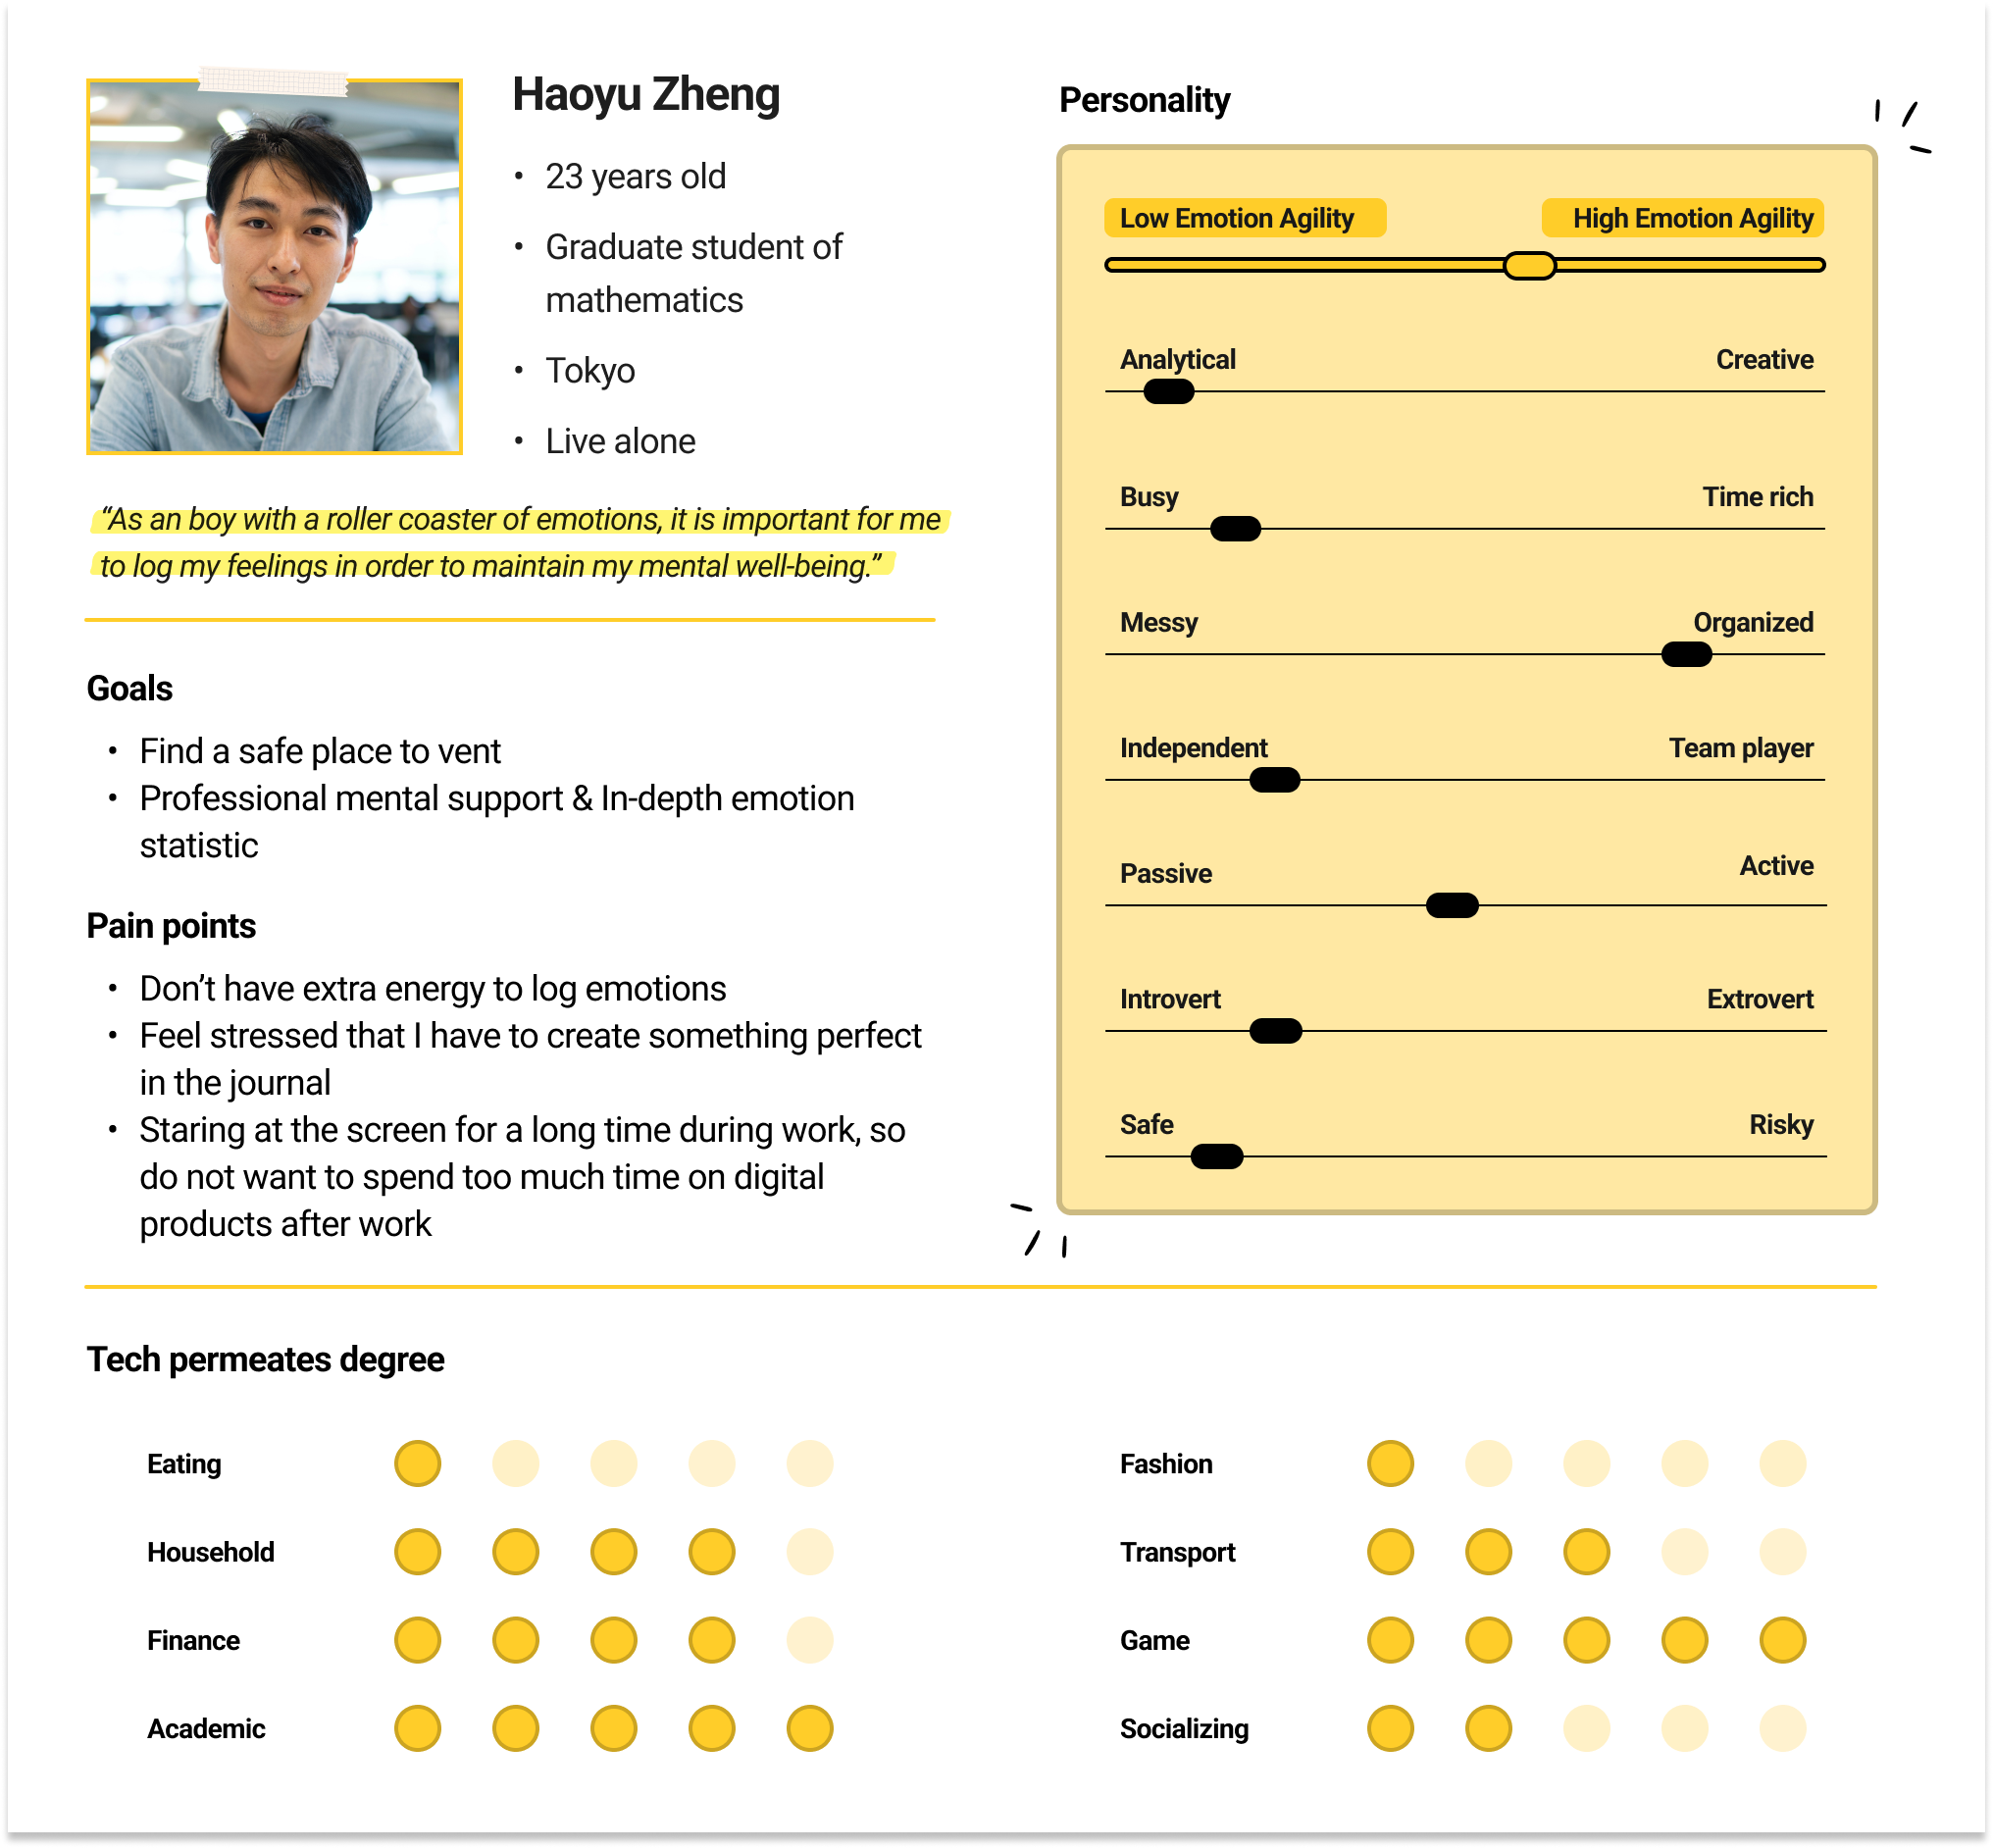 Haoyu Zheng
• 23 years old
• Graduate student of
mathematics
• Tokyo
• Live alone
“As an boy with a roller coaster of emotions, it is important for me
to log my feelings in order to maintain my mental well-being.”
Goals
• Find a safe place to vent
• Professional mental support & In-depth emotion
statistic
Pain points
• Don’t have extra energy to log emotions
• Feel stressed that I have to create something perfect
in the journal
• Staring at the screen for a long time during work, so
do not want to spend too much time on digital
products after work
Personality
Low Emotion Agility High Emotion Agility
Analytical Creative
Busy Time rich
Messy Organized
Independent Team player
Passive Active
Introvert Extrovert
Safe Risky
Tech permeates degree
Eating
Household
Finance
Academic
Fashion
Transport
Game
Socializing